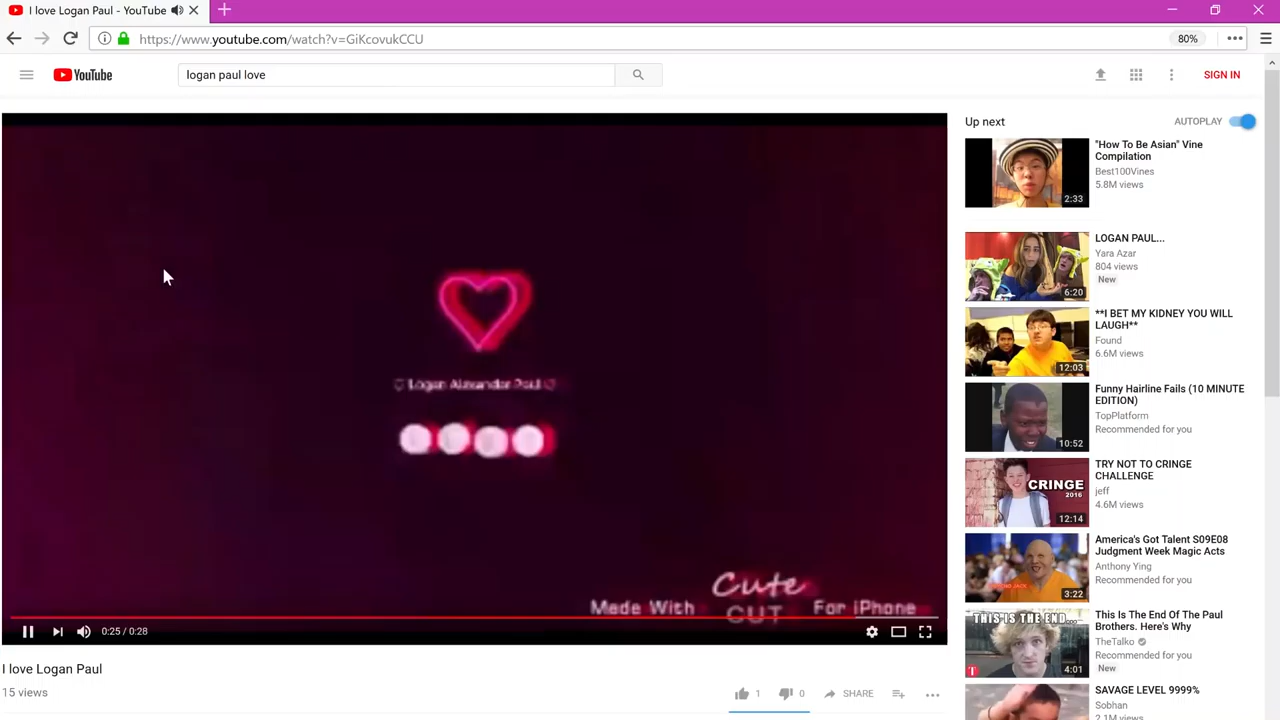 I love Logan Paul - YouTube
https://www.youtube.com/watch?v=GiKcovukCCU
80%
YouTube
logan paul love
SIGN IN
Logan Alexander Paul
Made With Cute CUT For iPhone
0:25 / 0:28
I love Logan Paul
15 views
1
0
SHARE
Up next
AUTOPLAY
"How To Be Asian" Vine
Compilation
Best100Vines
5.8M views
2:33
LOGAN PAUL...
Yara Azar
804 views
New
6:20
**I BET MY KIDNEY YOU WILL
LAUGH**
Found
6.6M views
12:03
Funny Hairline Fails (10 MINUTE
EDITION)
TopPlatform
Recommended for you
10:52
TRY NOT TO CRINGE
CHALLENGE
jeff
4.6M views
CRINGE
2016
12:14
America's Got Talent S09E08
Judgment Week Magic Acts
Anthony Ying
Recommended for you
3:22
This Is The End Of The Paul
Brothers. Here's Why
TheTalko
Recommended for you
New
THIS IS THE END...
4:01
SAVAGE LEVEL 9999%
Sobhan
2.1M views